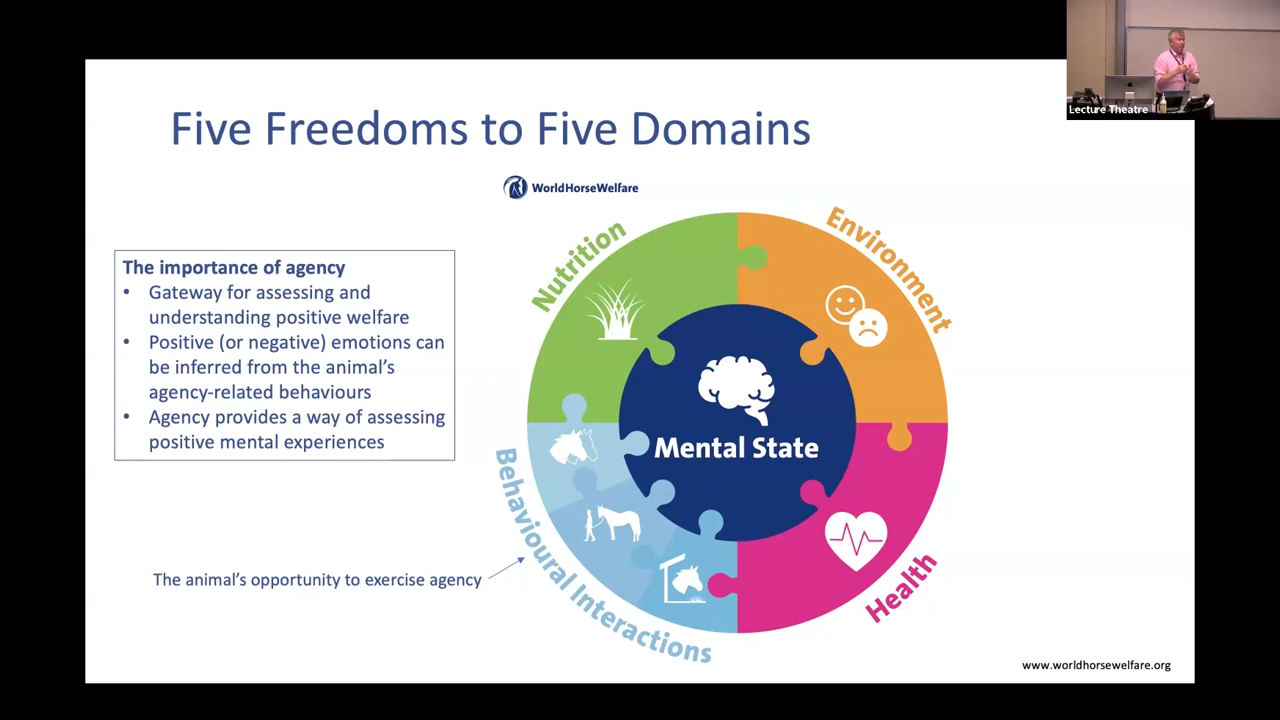 Lecture Theatre
Five Freedoms to Five Domains
WorldHorseWelfare
The importance of agency
• Gateway for assessing and
understanding positive welfare
• Positive (or negative) emotions can
be inferred from the animal's
agency-related behaviours
• Agency provides a way of assessing
positive mental experiences
Nutrition
Environment
Mental State
Behavioural Interactions
Health
The animal's opportunity to exercise agency
www.worldhorsewelfare.org